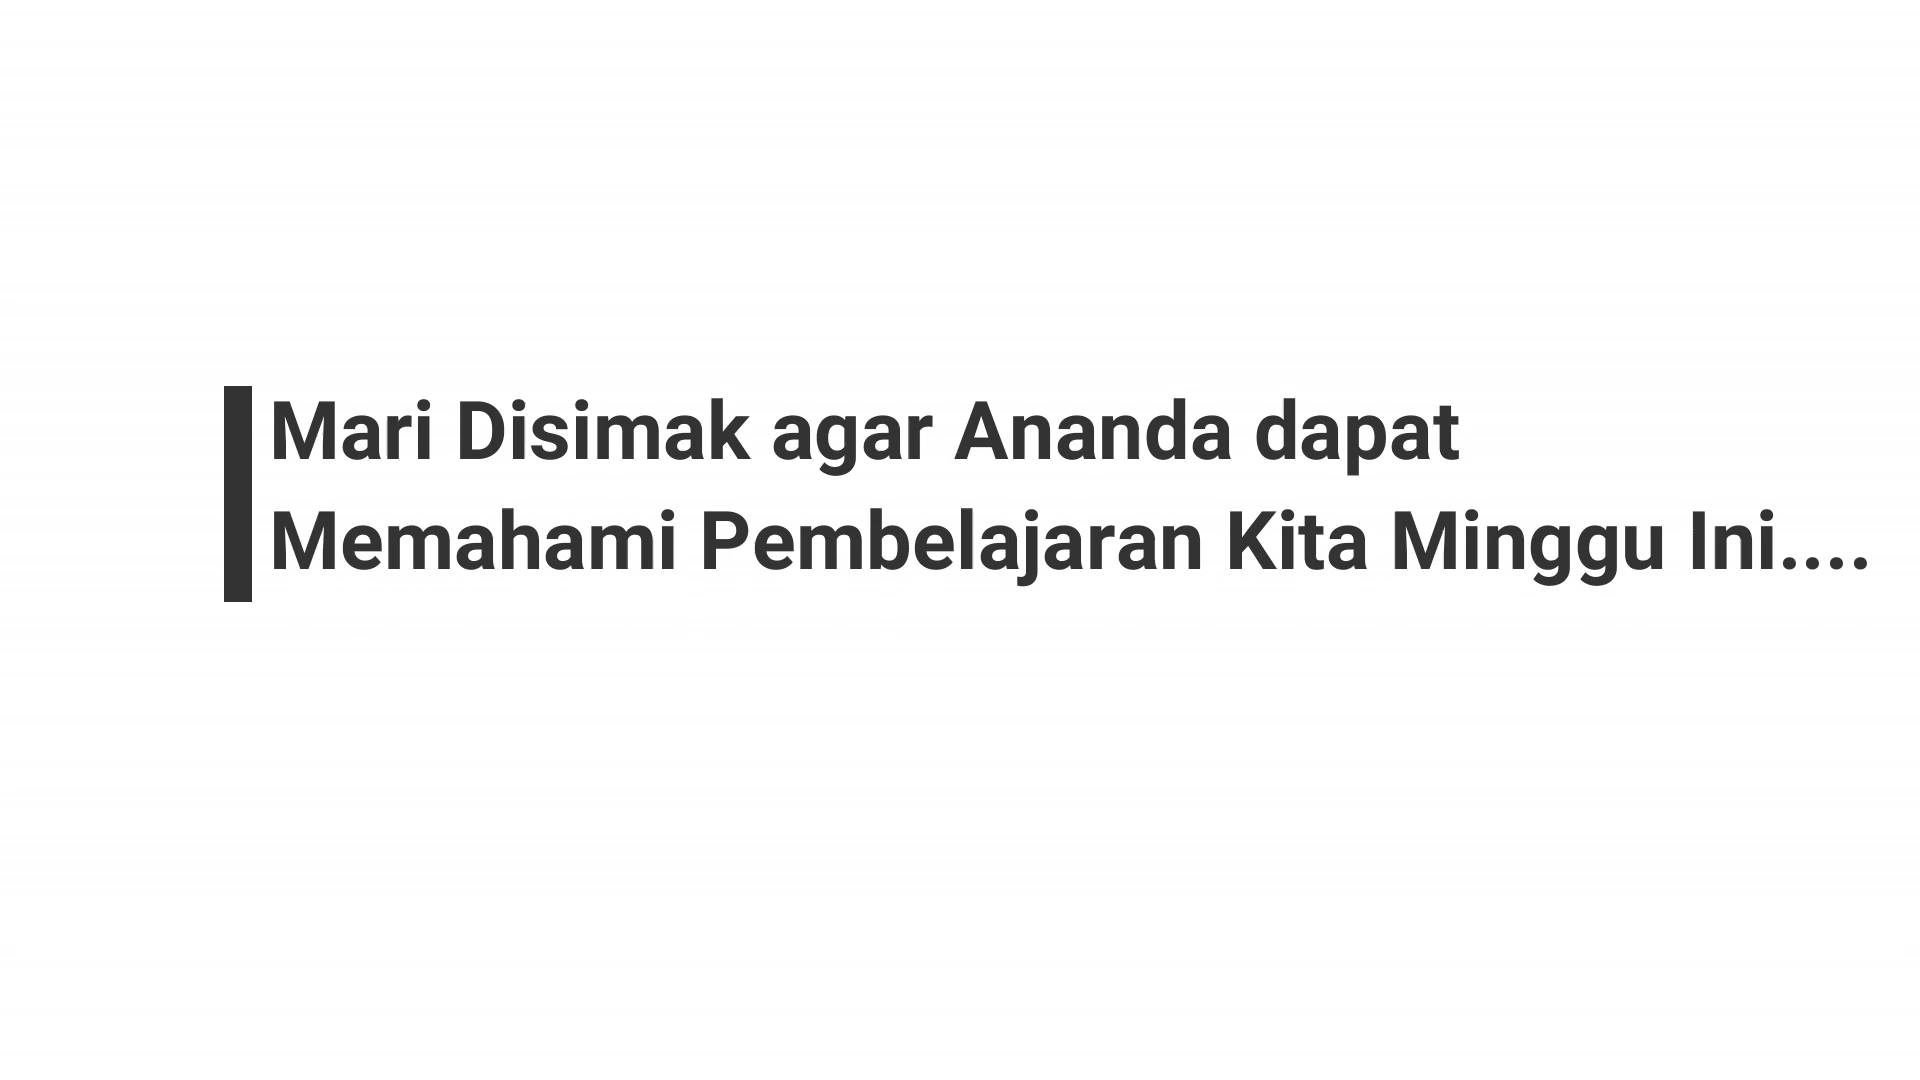 Mari Disimak agar Ananda dapat
Memahami Pembelajaran Kita Minggu Ini....